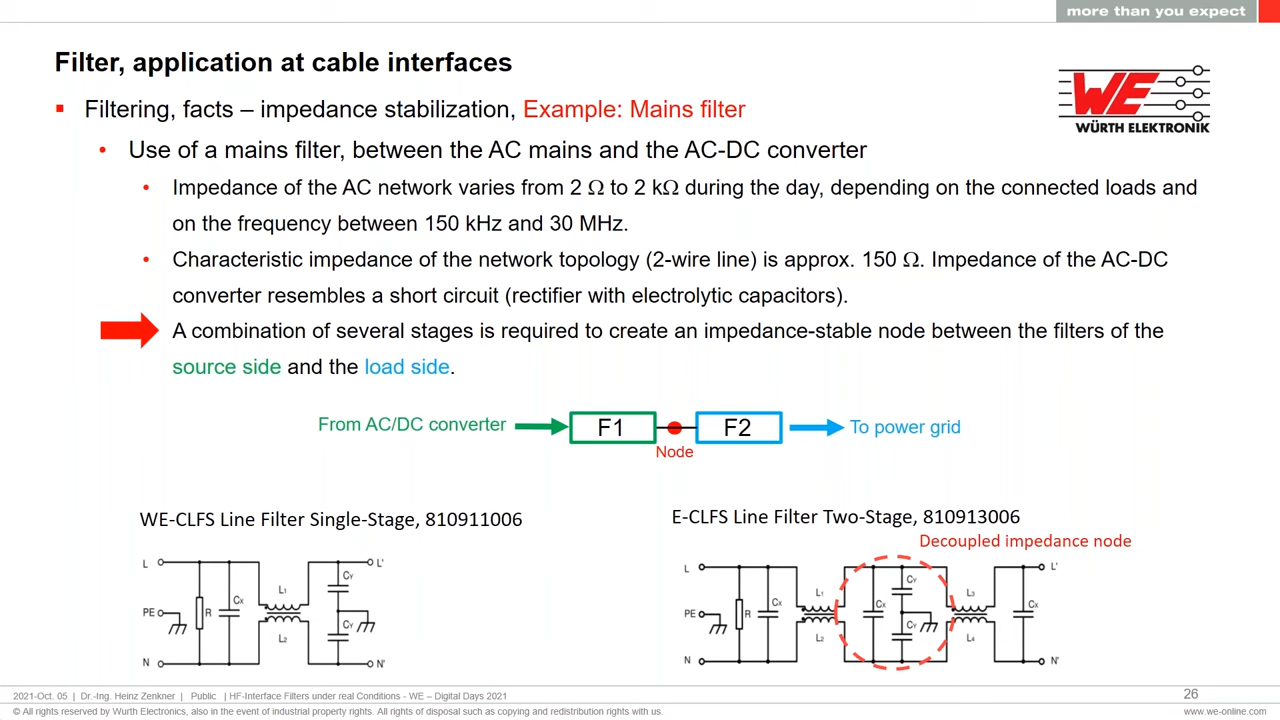 more than you expect
Filter, application at cable interfaces
WE
WÜRTH ELEKTRONIK
Filtering, facts – impedance stabilization, Example: Mains filter
Use of a mains filter, between the AC mains and the AC-DC converter
Impedance of the AC network varies from 2 Ω to 2 kΩ during the day, depending on the connected loads and
on the frequency between 150 kHz and 30 MHz.
Characteristic impedance of the network topology (2-wire line) is approx. 150 Ω. Impedance of the AC-DC
converter resembles a short circuit (rectifier with electrolytic capacitors).
A combination of several stages is required to create an impedance-stable node between the filters of the
source side and the load side.
From AC/DC converter F1 F2 To power grid
Node
WE-CLFS Line Filter Single-Stage, 810911006
L L'
L1 CY
PE R CX
L2 CY
N N'
E-CLFS Line Filter Two-Stage, 810913006
Decoupled impedance node
L L'
L1 CY L3
PE R CX CX CX
L2 CY L4
N N'
2021-Oct. 05 | Dr.-Ing. Heinz Zenkner | Public | HF-Interface Filters under real Conditions - WE – Digital Days 2021
26
© All rights reserved by Wurth Electronics, also in the event of industrial property rights. All rights of disposal such as copying and redistribution rights with us.
www.we-online.com